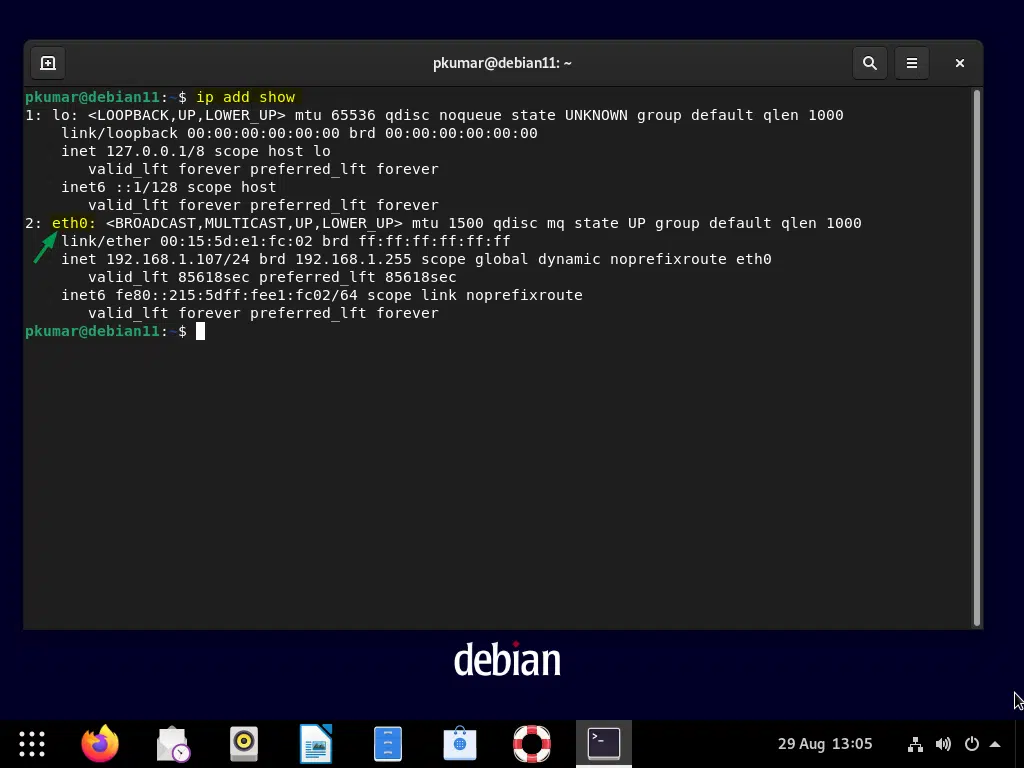 pkumar@debian11: ~
pkumar@debian11:~$ ip add show
1: lo: <LOOPBACK,UP,LOWER_UP> mtu 65536 qdisc noqueue state UNKNOWN group default qlen 1000
    link/loopback 00:00:00:00:00:00 brd 00:00:00:00:00:00
    inet 127.0.0.1/8 scope host lo
       valid_lft forever preferred_lft forever
    inet6 ::1/128 scope host
       valid_lft forever preferred_lft forever
2: eth0: <BROADCAST,MULTICAST,UP,LOWER_UP> mtu 1500 qdisc mq state UP group default qlen 1000
    link/ether 00:15:5d:e1:fc:02 brd ff:ff:ff:ff:ff:ff
    inet 192.168.1.107/24 brd 192.168.1.255 scope global dynamic noprefixroute eth0
       valid_lft 85618sec preferred_lft 85618sec
    inet6 fe80::215:5dff:fee1:fc02/64 scope link noprefixroute
       valid_lft forever preferred_lft forever
pkumar@debian11:~$
debian
29 Aug 13:05